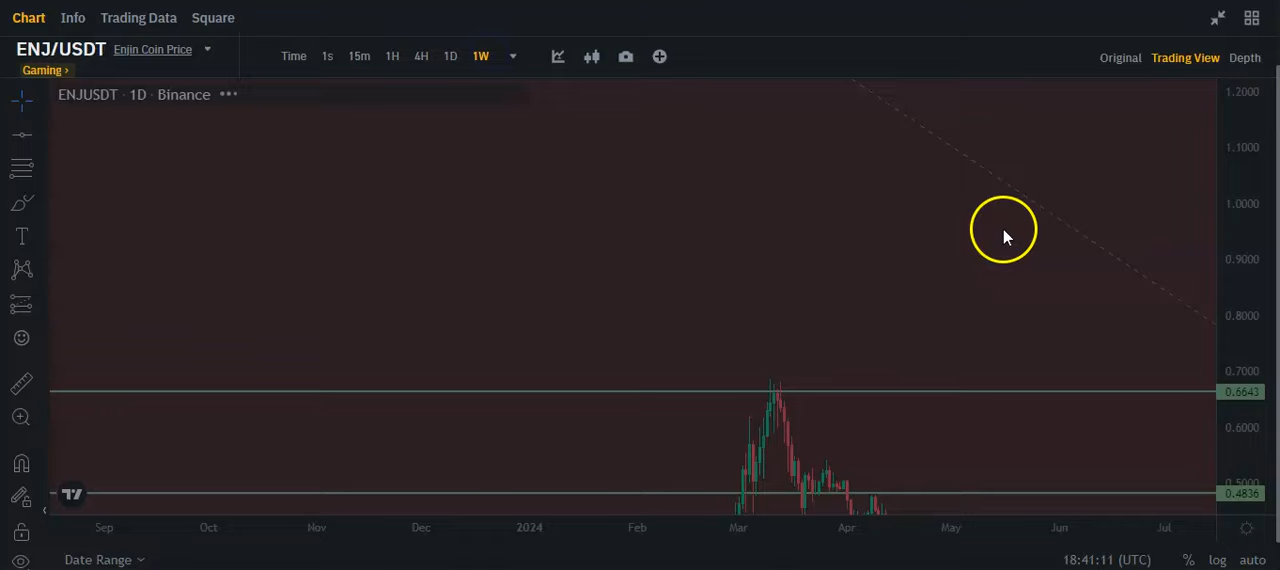 Chart Info Trading Data Square
ENJ/USDT Enjin Coin Price
Gaming ›
Time 1s 15m 1H 4H 1D 1W
Original Trading View Depth
ENJUSDT · 1D · Binance •••
1.2000
1.1000
1.0000
0.9000
0.8000
0.7000
0.6643
0.6000
0.5000
0.4836
Sep Oct Nov Dec 2024 Feb Mar Apr May Jun Jul
Date Range 18:41:11 (UTC) % log auto